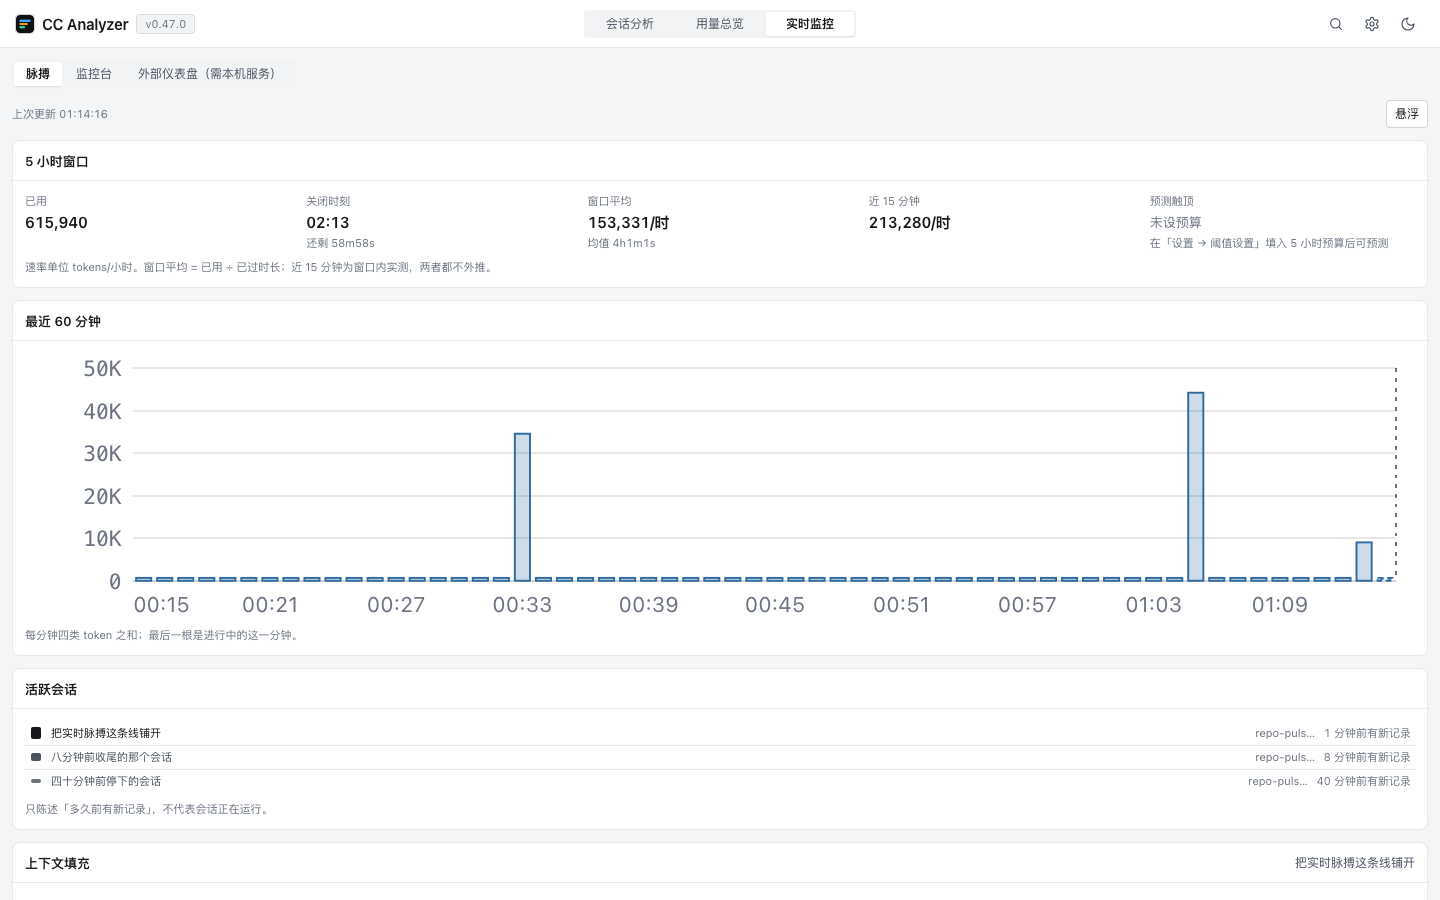 CC Analyzer v0.47.0
会话分析 用量总览 实时监控
脉搏 监控台 外部仪表盘（需本机服务）
上次更新 01:14:16
悬浮
5 小时窗口
已用 关闭时刻 窗口平均 近 15 分钟 预测触顶
615,940 02:13 153,331/时 213,280/时 未设预算
还剩 58m58s 均值 4h1m1s 在「设置 → 阈值设置」填入 5 小时预算后可预测
速率单位 tokens/小时。窗口平均 = 已用 ÷ 已过时长；近 15 分钟为窗口内实测，两者都不外推。
最近 60 分钟
50K
40K
30K
20K
10K
0
00:15 00:21 00:27 00:33 00:39 00:45 00:51 00:57 01:03 01:09
每分钟四类 token 之和；最后一根是进行中的这一分钟。
活跃会话
把实时脉搏这条线铺开 repo-puls... 1 分钟前有新记录
八分钟前收尾的那个会话 repo-puls... 8 分钟前有新记录
四十分钟前停下的会话 repo-puls... 40 分钟前有新记录
只陈述「多久前有新记录」，不代表会话正在运行。
上下文填充 把实时脉搏这条线铺开